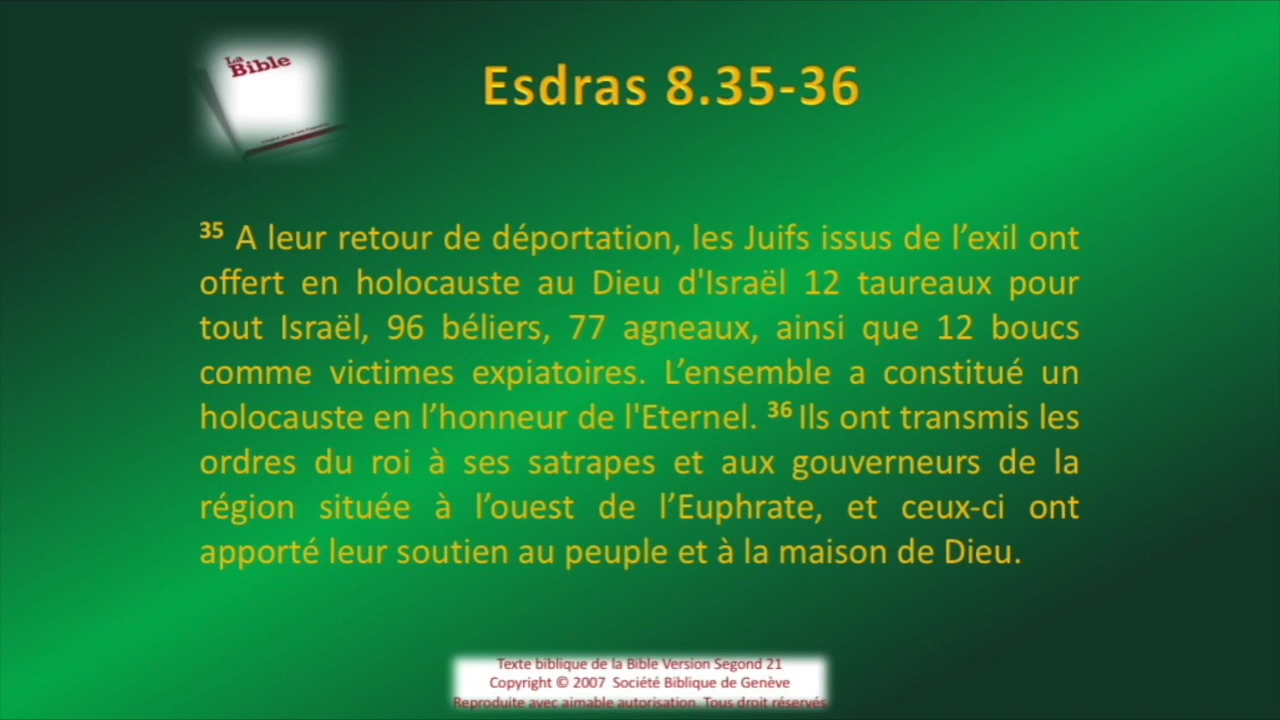 La
Bible
Esdras 8.35-36
35 A leur retour de déportation, les Juifs issus de l’exil ont
offert en holocauste au Dieu d'Israël 12 taureaux pour
tout Israël, 96 béliers, 77 agneaux, ainsi que 12 boucs
comme victimes expiatoires. L’ensemble a constitué un
holocauste en l’honneur de l'Eternel. 36 Ils ont transmis les
ordres du roi à ses satrapes et aux gouverneurs de la
région située à l’ouest de l’Euphrate, et ceux-ci ont
apporté leur soutien au peuple et à la maison de Dieu.
Texte biblique de la Bible Version Segond 21
Copyright © 2007 Société Biblique de Genève
Reproduite avec aimable autorisation. Tous droit réservés